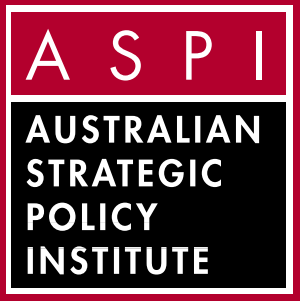 ASPI
AUSTRALIAN
STRATEGIC
POLICY
INSTITUTE